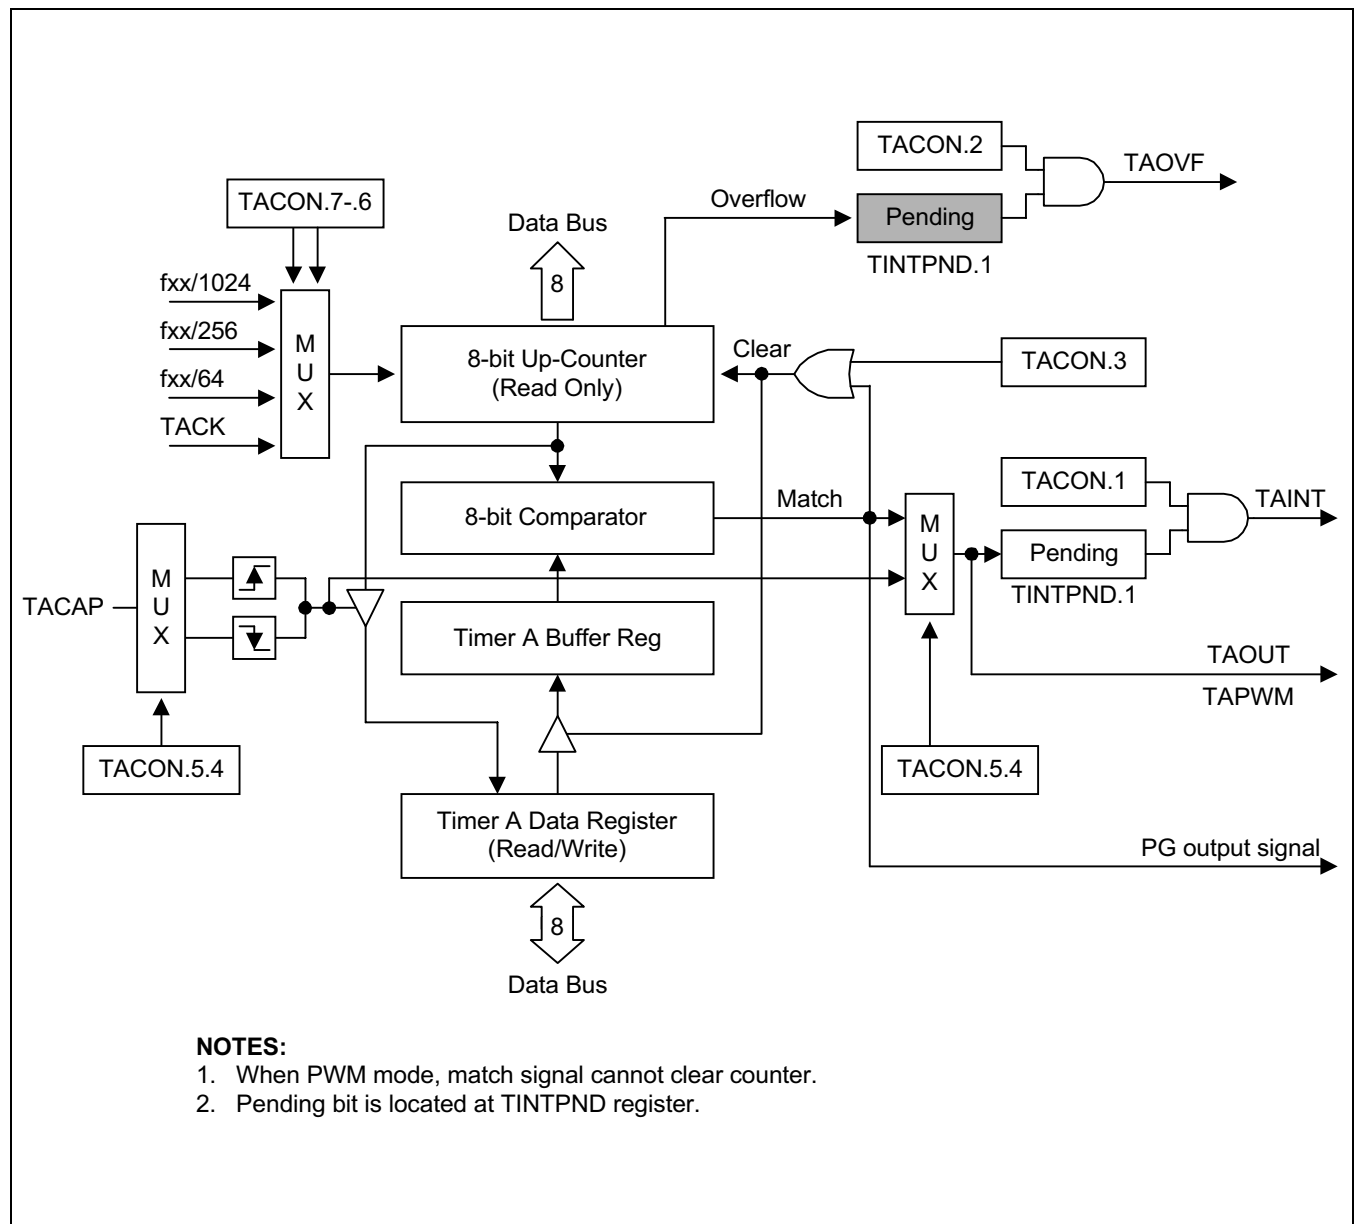 TACON.2
TAOVF
TACON.7-.6
Overflow
Pending
Data Bus
TINTPND.1
8
fxx/1024
fxx/256
fxx/64
TACK
M
U
X
8-bit Up-Counter
(Read Only)
Clear
TACON.3
TACON.1
8-bit Comparator
Match
M
U
X
TAINT
Pending
TINTPND.1
TACAP
M
U
X
Timer A Buffer Reg
TAOUT
TAPWM
TACON.5.4
TACON.5.4
Timer A Data Register
(Read/Write)
PG output signal
8
Data Bus
NOTES:
1. When PWM mode, match signal cannot clear counter.
2. Pending bit is located at TINTPND register.